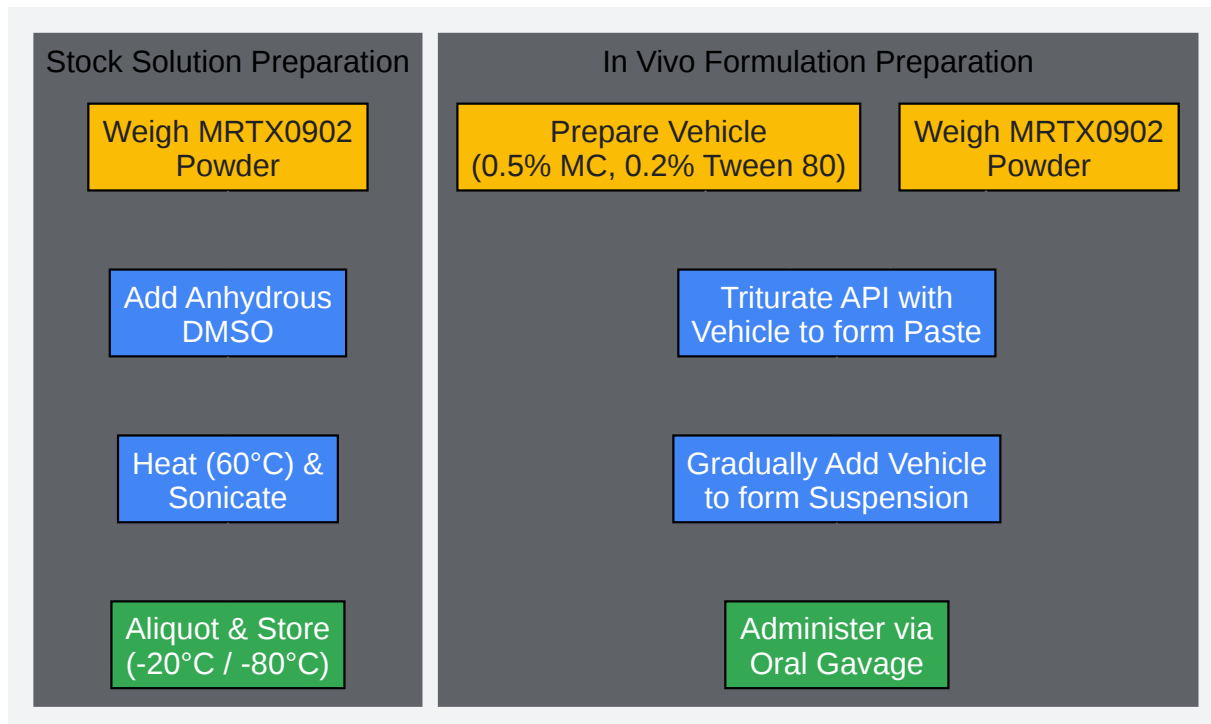 Stock Solution Preparation
Weigh MRTX0902
Powder
Add Anhydrous
DMSO
Heat (60°C) &
Sonicate
Aliquot & Store
(-20°C / -80°C)
In Vivo Formulation Preparation
Prepare Vehicle
(0.5% MC, 0.2% Tween 80)
Weigh MRTX0902
Powder
Triturate API with
Vehicle to form Paste
Gradually Add Vehicle
to form Suspension
Administer via
Oral Gavage